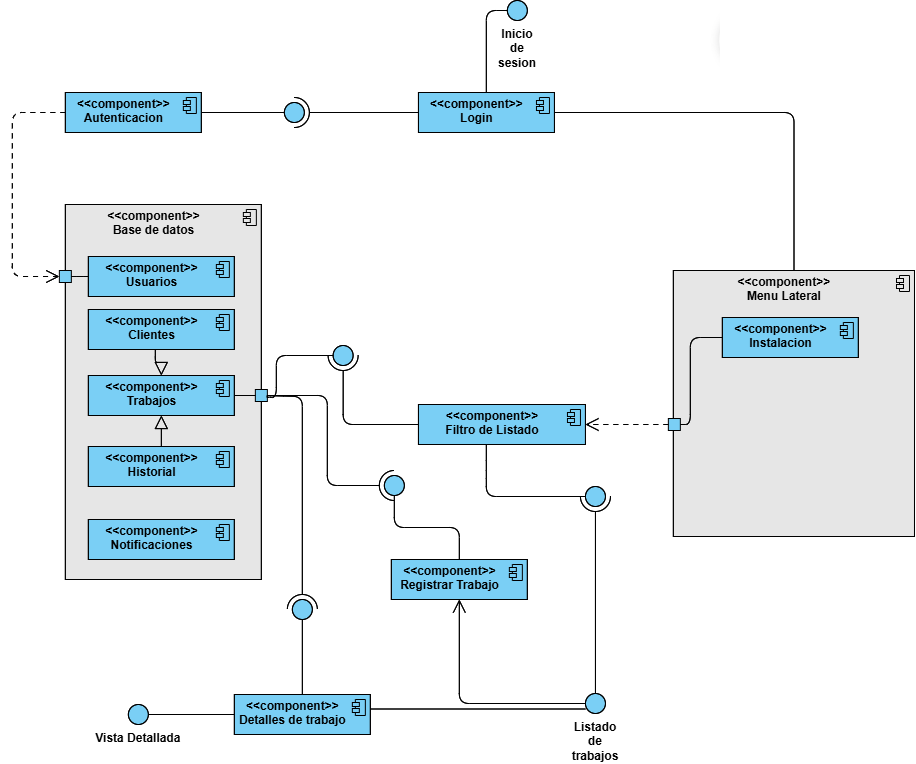 Inicio
de
sesion
<<component>>
Autenticacion
<<component>>
Login
<<component>>
Base de datos
<<component>>
Usuarios
<<component>>
Clientes
<<component>>
Trabajos
<<component>>
Historial
<<component>>
Notificaciones
<<component>>
Menu Lateral
<<component>>
Instalacion
<<component>>
Filtro de Listado
<<component>>
Registrar Trabajo
<<component>>
Detalles de trabajo
Vista Detallada
Listado
de
trabajos